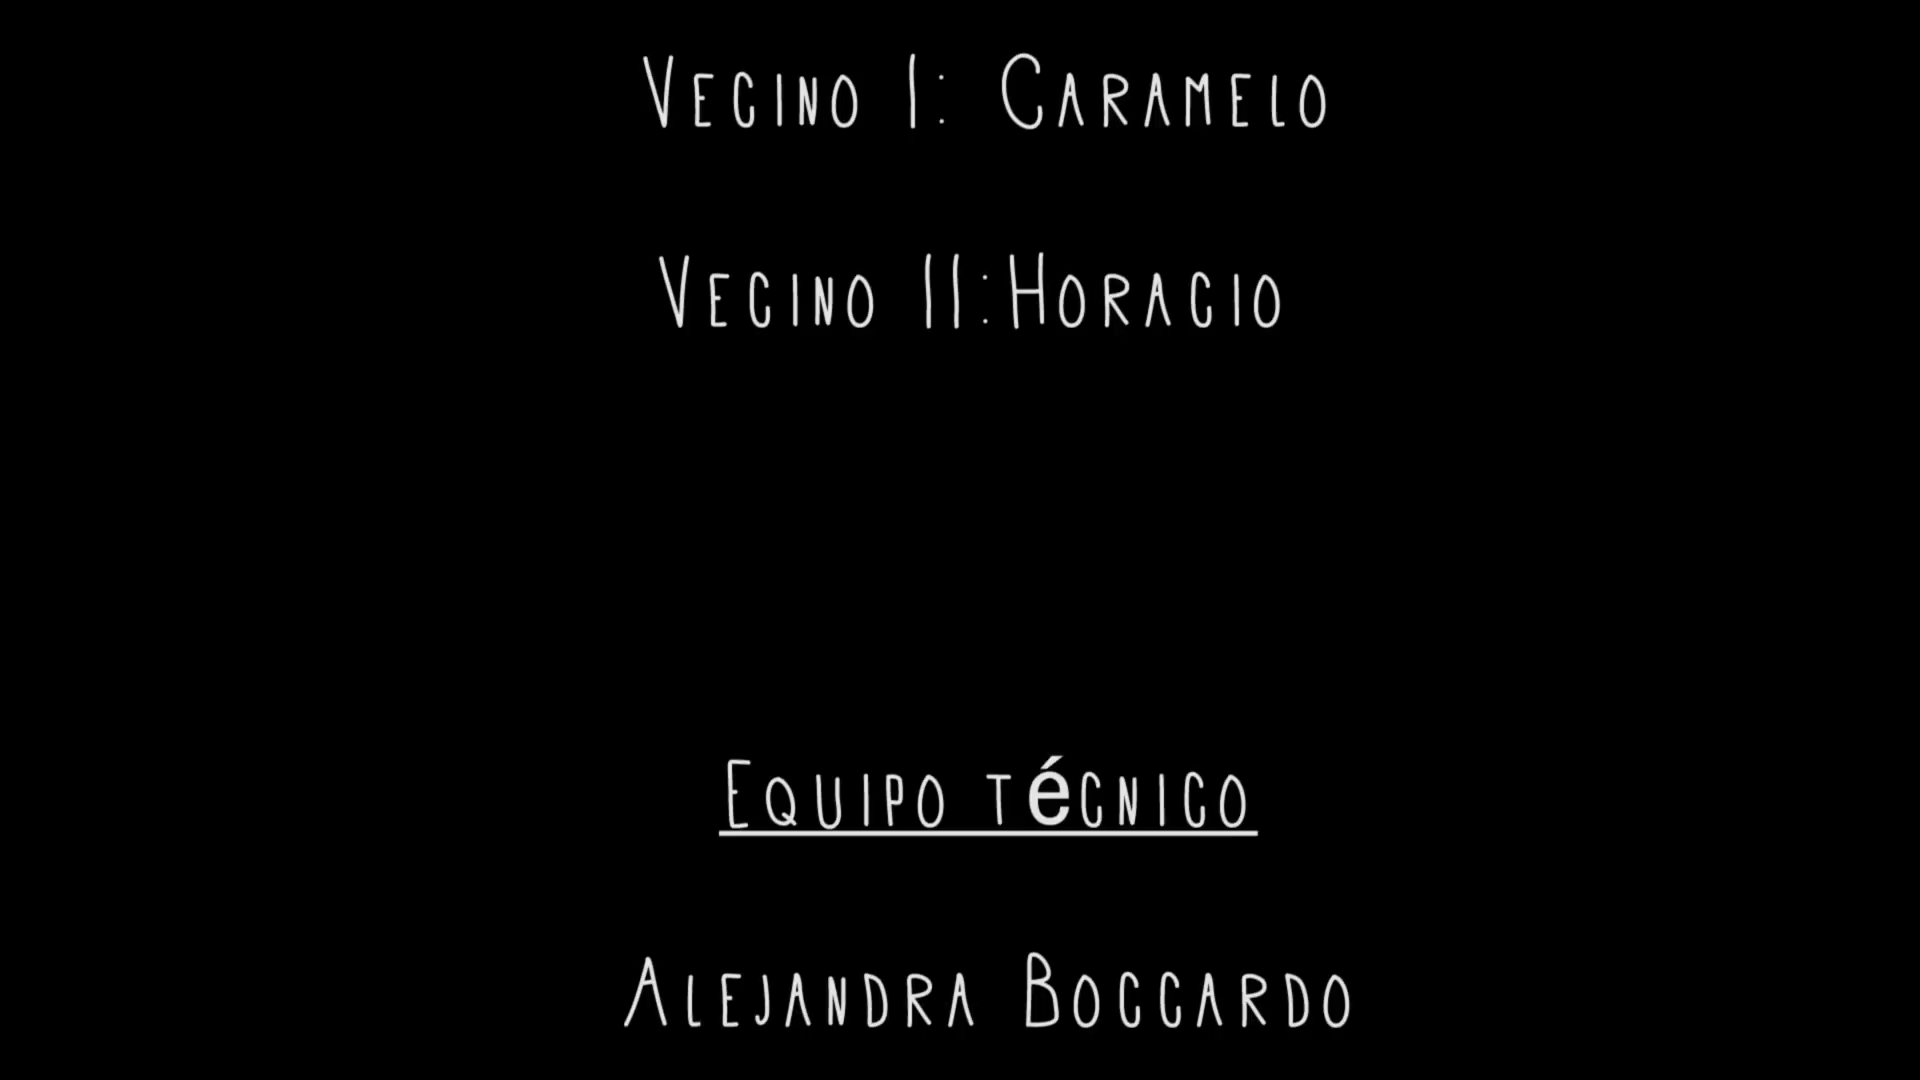 Vecino I: Caramelo
Vecino II:Horacio
Equipo técnico
Alejandra Boccardo